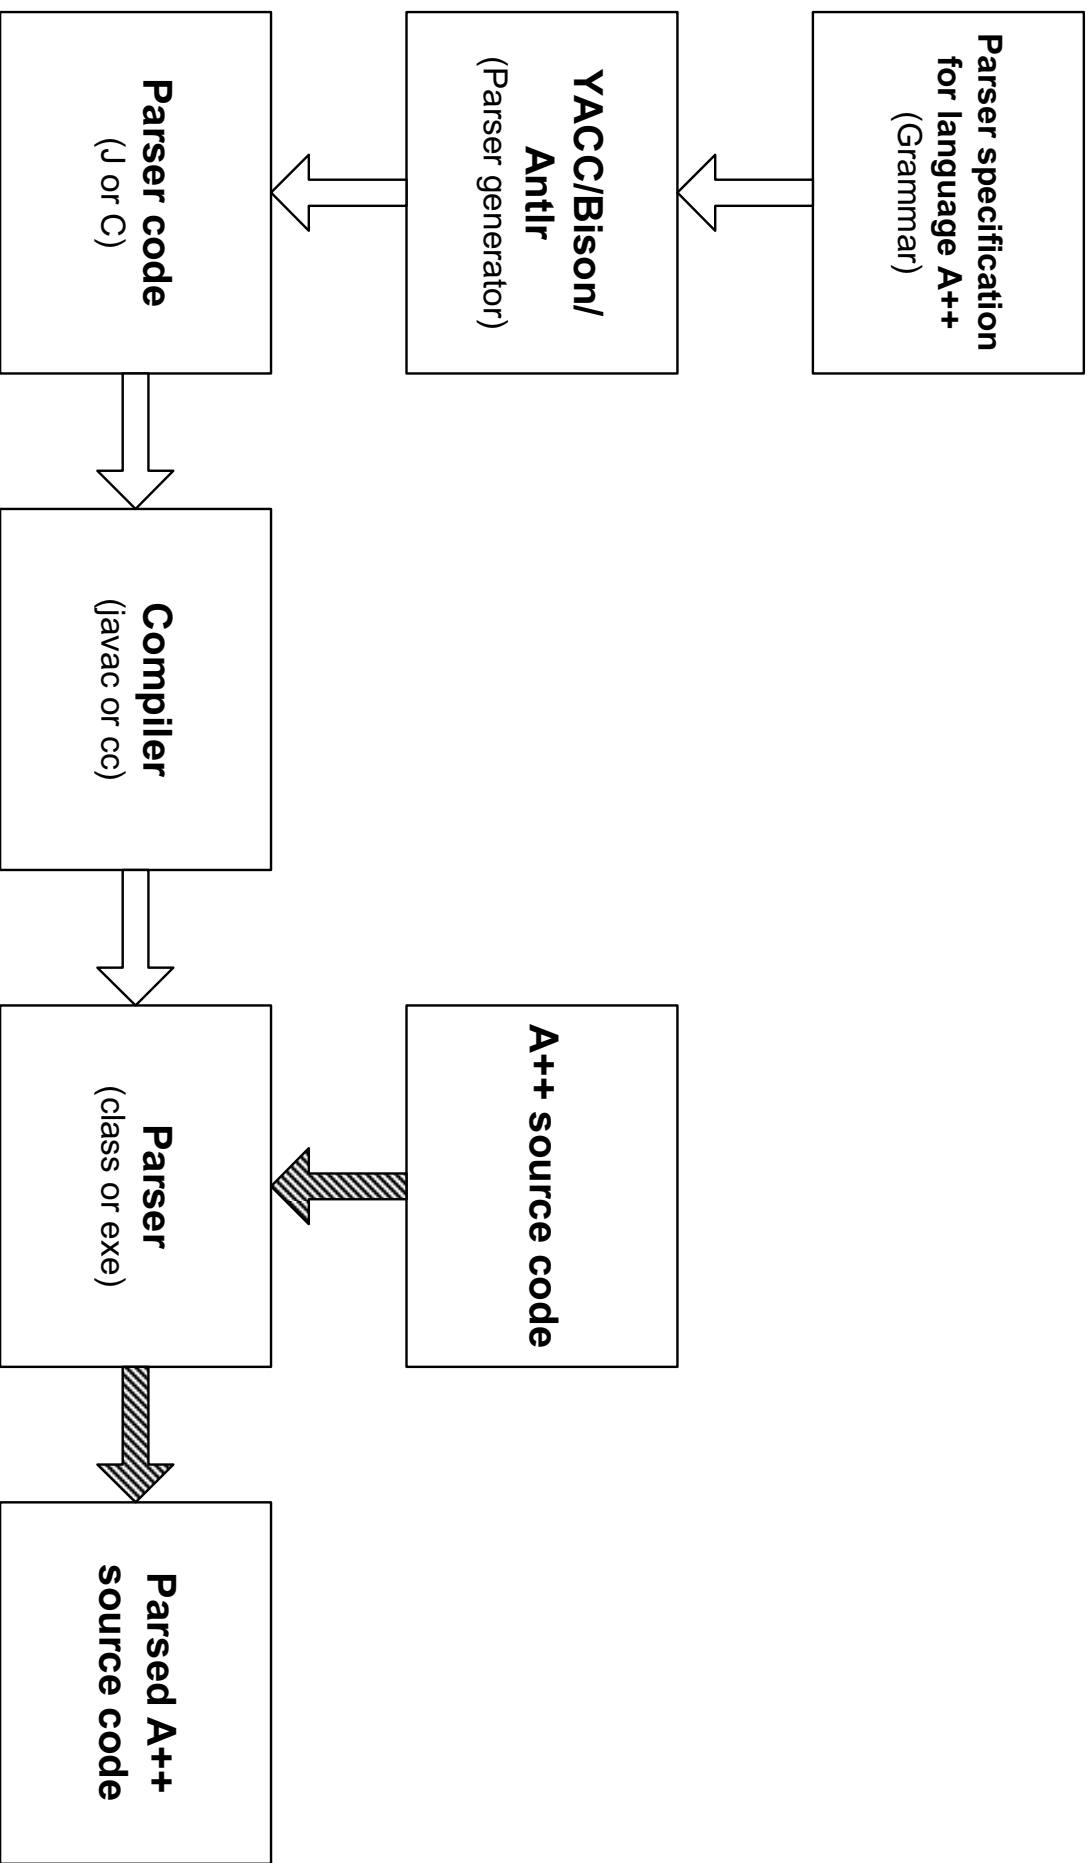 Parser specification
for language A++
(Grammar)
YACC/Bison/
Antlr
(Parser generator)
Parser code
(J or C)
Compiler
(javac or cc)
A++ source code
Parser
(class or exe)
Parsed A++
source code